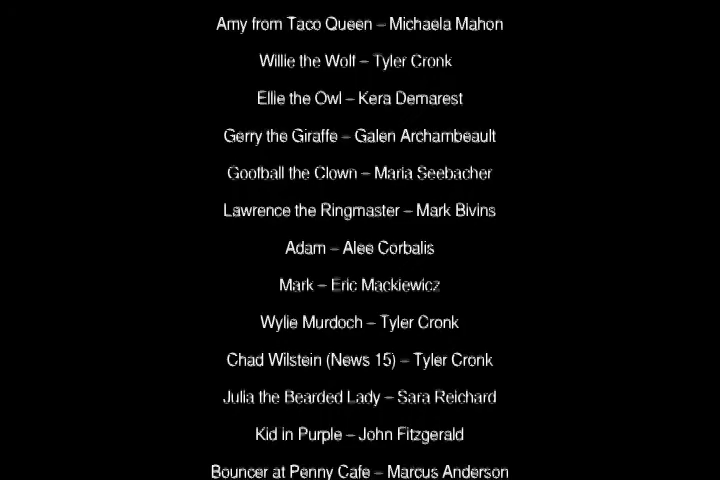 Amy from Taco Queen – Michaela Mahon
Willie the Wolf – Tyler Cronk
Ellie the Owl – Kera Demarest
Gerry the Giraffe – Galen Archambeault
Goofball the Clown – Maria Seebacher
Lawrence the Ringmaster – Mark Bivins
Adam – Alec Corbalis
Mark – Eric Mackiewicz
Wylie Murdoch – Tyler Cronk
Chad Wilstein (News 15) – Tyler Cronk
Julia the Bearded Lady – Sara Reichard
Kid in Purple – John Fitzgerald
Bouncer at Penny Cafe – Marcus Anderson